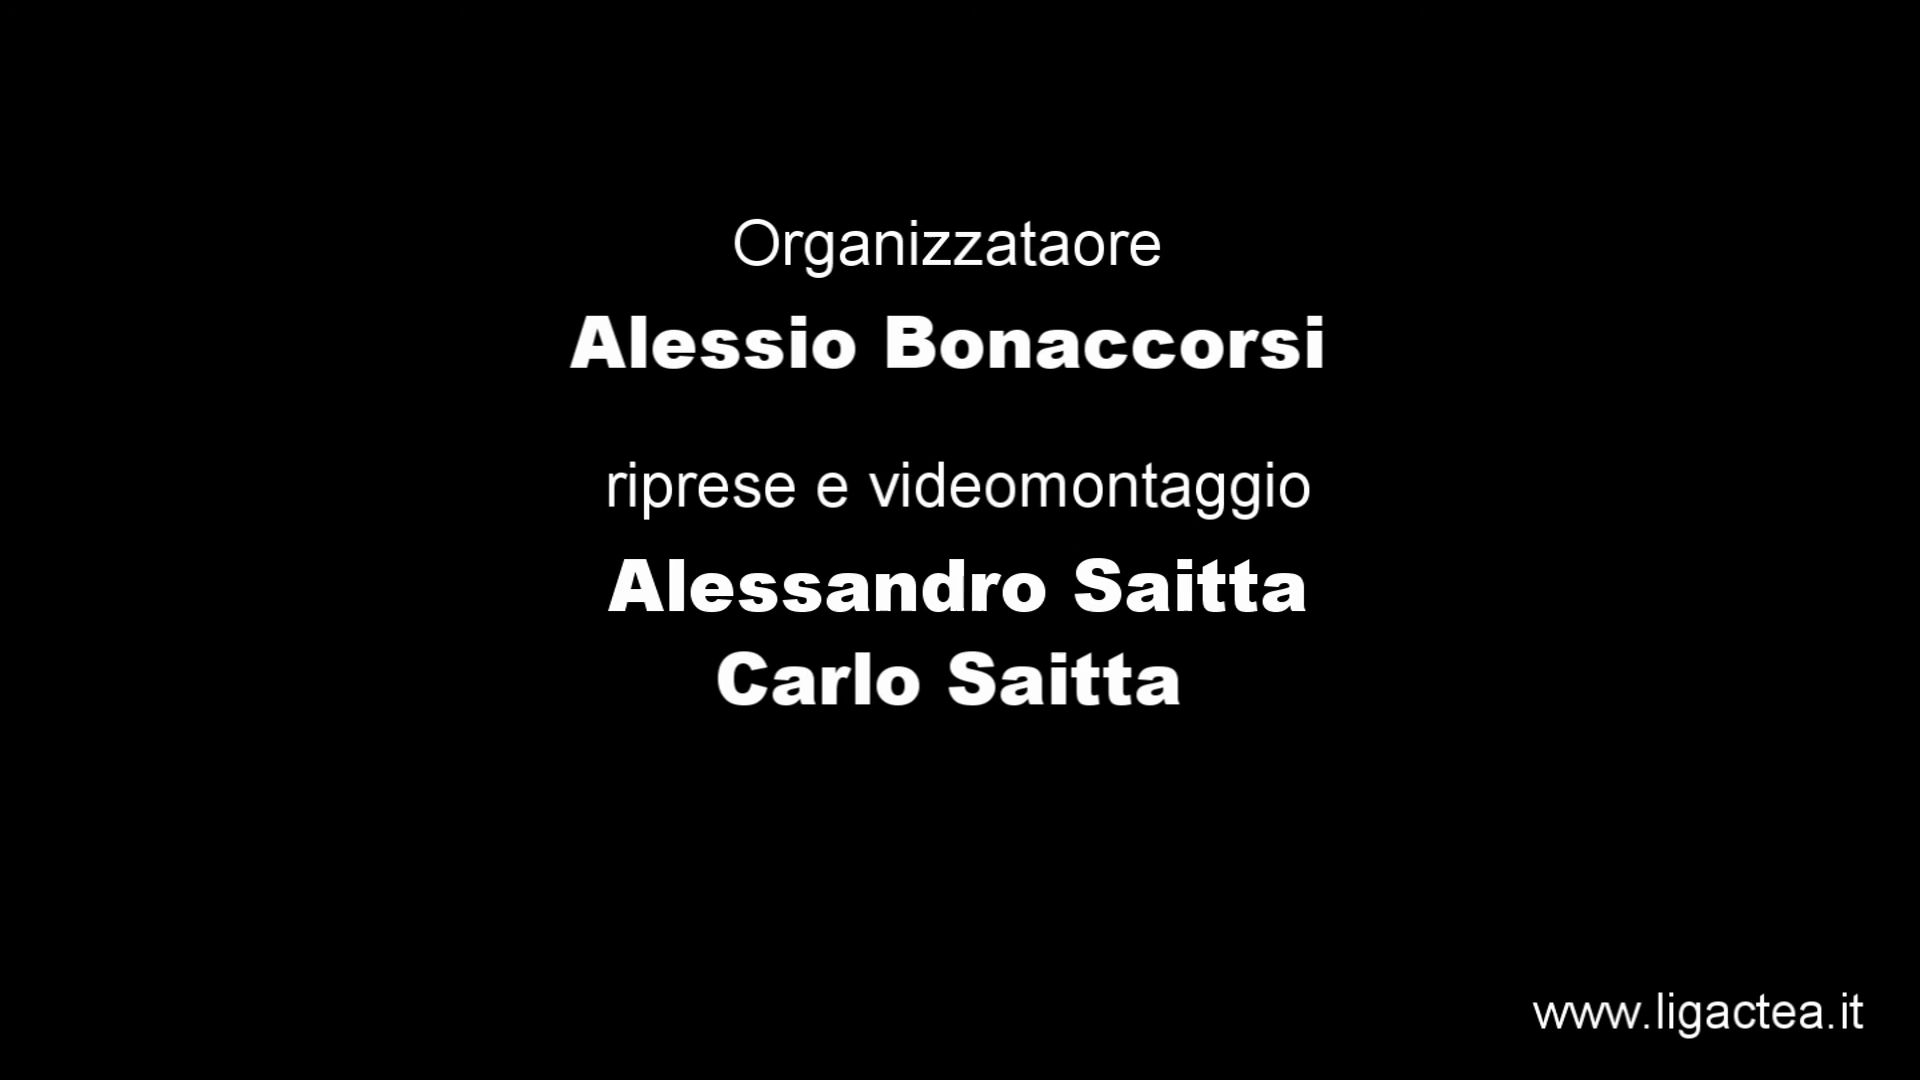 Organizzataore
Alessio Bonaccorsi
riprese e videomontaggio
Alessandro Saitta
Carlo Saitta
www.ligactea.it